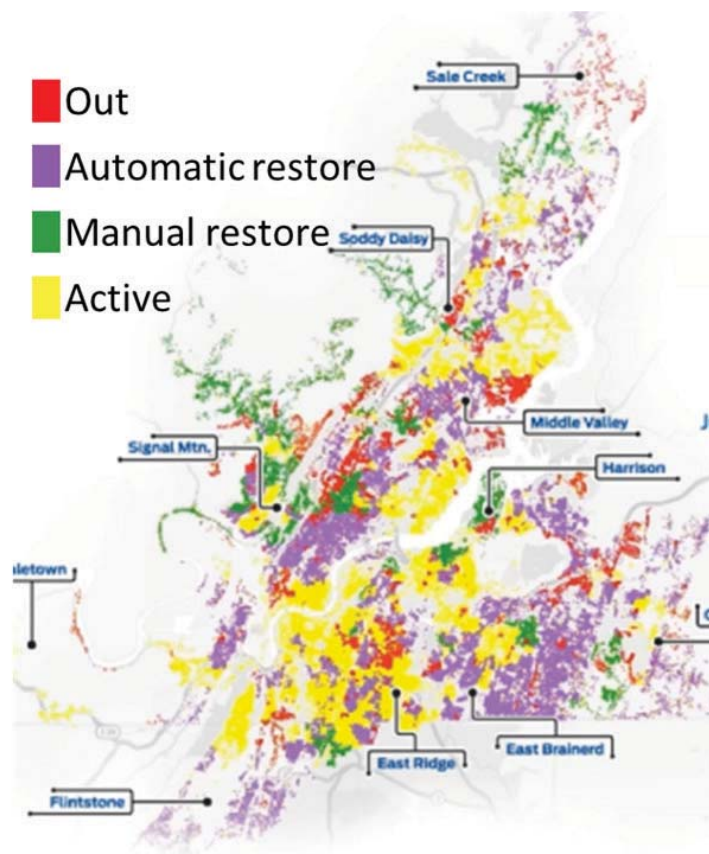 Sale Creek
Out
Automatic restore
Manual restore
Soddy Daisy
Active
Middle Valley
Signal Mtn.
Harrison
East Ridge
East Brainerd
Flintstone